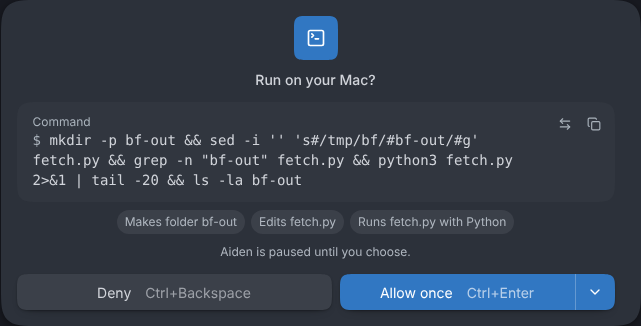 Run on your Mac?
Command
$ mkdir -p bf-out && sed -i '' 's#/tmp/bf/#bf-out/#g'
fetch.py && grep -n "bf-out" fetch.py && python3 fetch.py
2>&1 | tail -20 && ls -la bf-out
Makes folder bf-out Edits fetch.py Runs fetch.py with Python
Aiden is paused until you choose.
Deny Ctrl+Backspace Allow once Ctrl+Enter